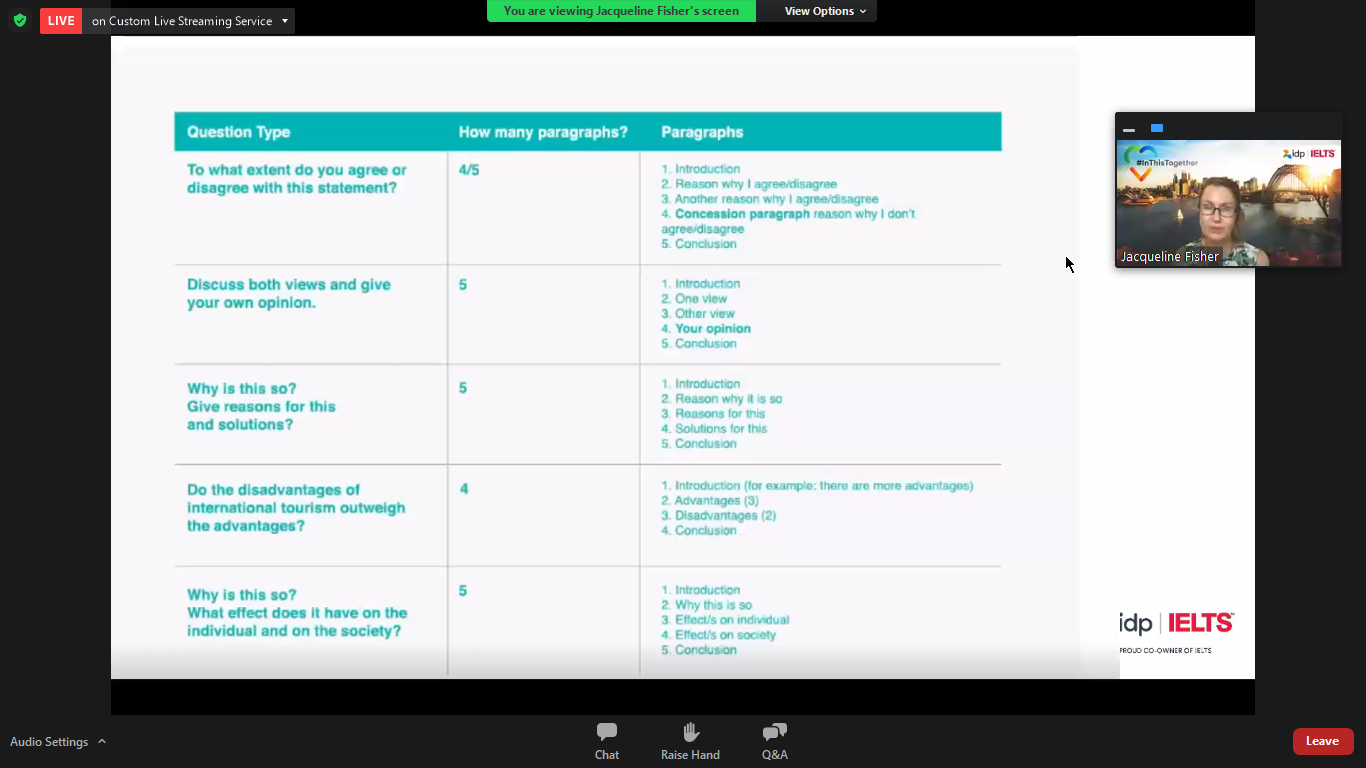 LIVE on Custom Live Streaming Service
You are viewing Jacqueline Fisher's screen
View Options
Question Type How many paragraphs? Paragraphs
To what extent do you agree or
disagree with this statement?
4/5
1. Introduction
2. Reason why I agree/disagree
3. Another reason why I agree/disagree
4. Concession paragraph reason why I don't
agree/disagree
5. Conclusion
Discuss both views and give
your own opinion.
5
1. Introduction
2. One view
3. Other view
4. Your opinion
5. Conclusion
Why is this so?
Give reasons for this
and solutions?
5
1. Introduction
2. Reason why it is so
3. Reasons for this
4. Solutions for this
5. Conclusion
Do the disadvantages of
international tourism outweigh
the advantages?
4
1. Introduction (for example: there are more advantages)
2. Advantages (3)
3. Disadvantages (2)
4. Conclusion
Why is this so?
What effect does it have on the
individual and on the society?
5
1. Introduction
2. Why this is so
3. Effect/s on individual
4. Effect/s on society
5. Conclusion
#InThisTogether
idp IELTS
Jacqueline Fisher
idp IELTS™
PROUD CO-OWNER OF IELTS
Audio Settings
Chat
Raise Hand
Q&A
Leave